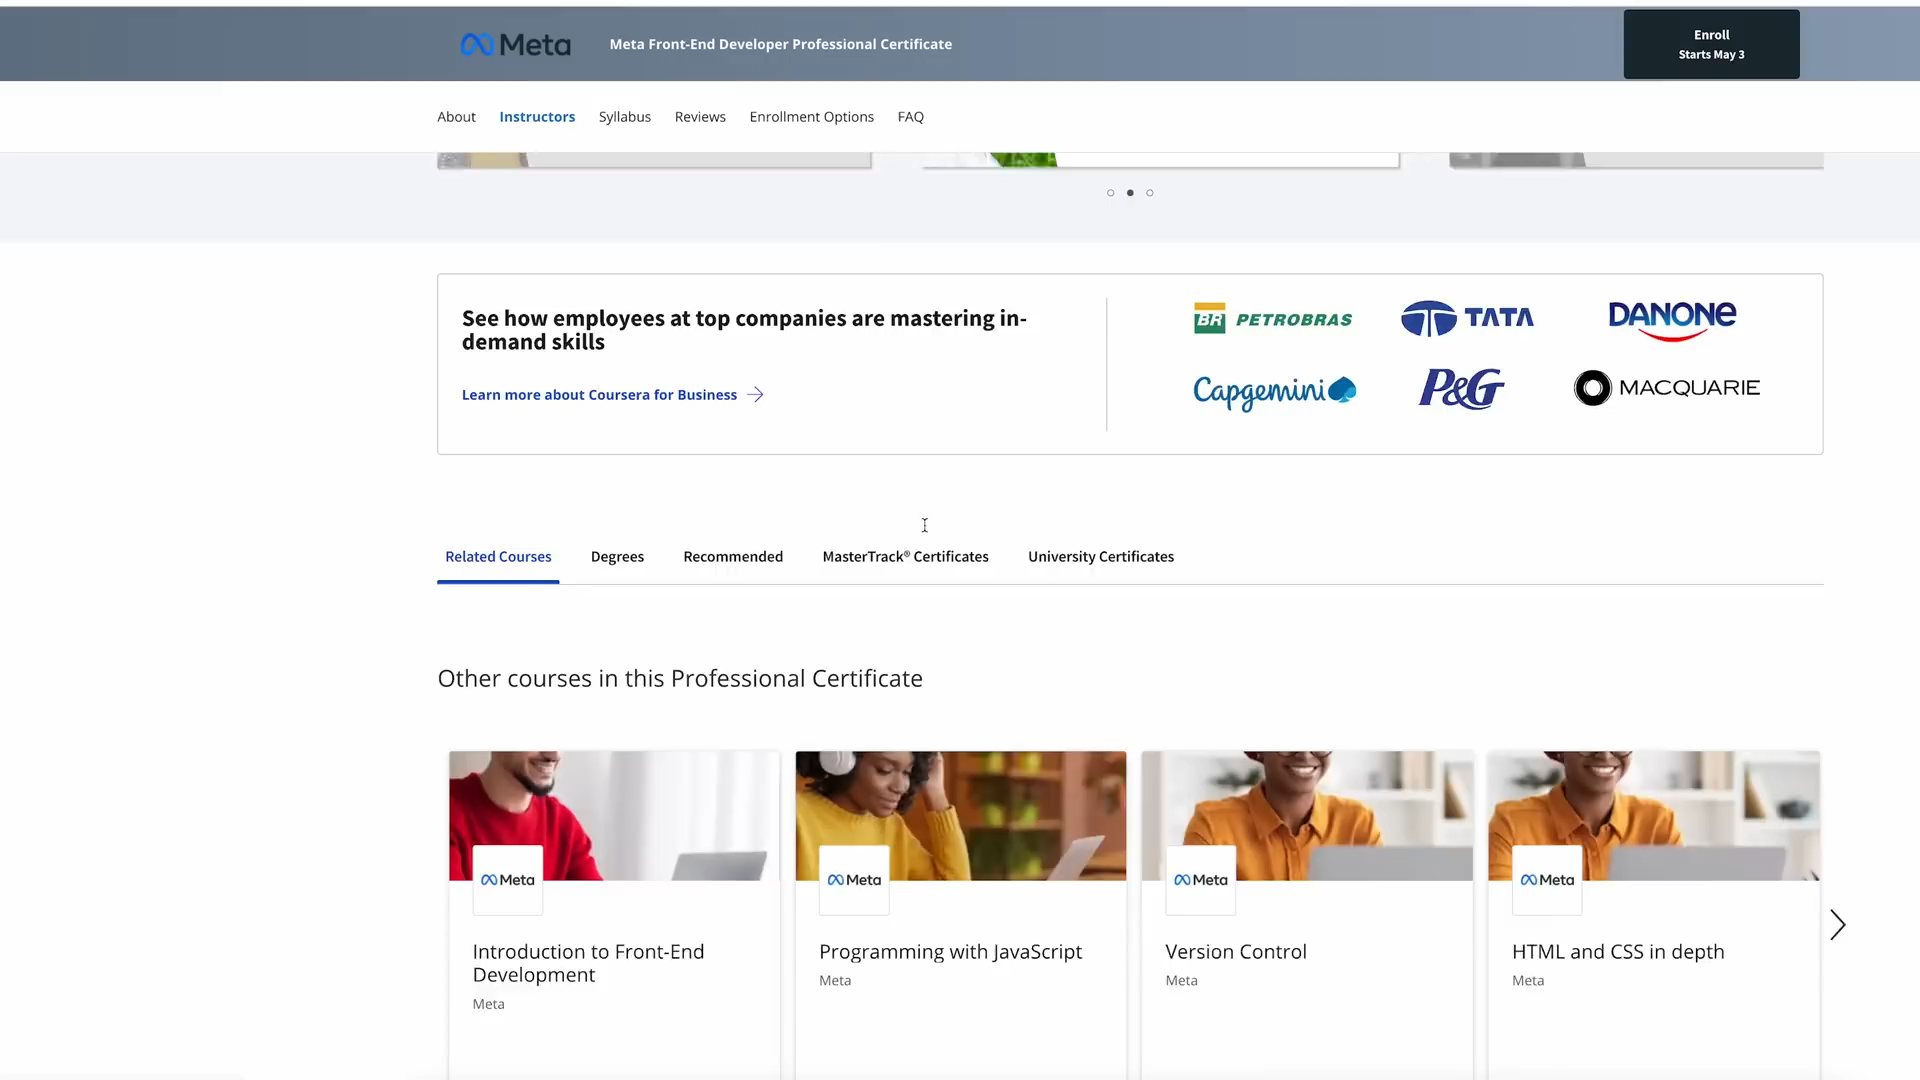 Meta
Meta Front-End Developer Professional Certificate
Enroll
Starts May 3
About
Instructors
Syllabus
Reviews
Enrollment Options
FAQ
See how employees at top companies are mastering in-
demand skills
Learn more about Coursera for Business
BR PETROBRAS
TATA
DANONE
Capgemini
P&G
MACQUARIE
Related Courses
Degrees
Recommended
MasterTrack® Certificates
University Certificates
Other courses in this Professional Certificate
Meta
Introduction to Front-End
Development
Meta
Meta
Programming with JavaScript
Meta
Meta
Version Control
Meta
Meta
HTML and CSS in depth
Meta